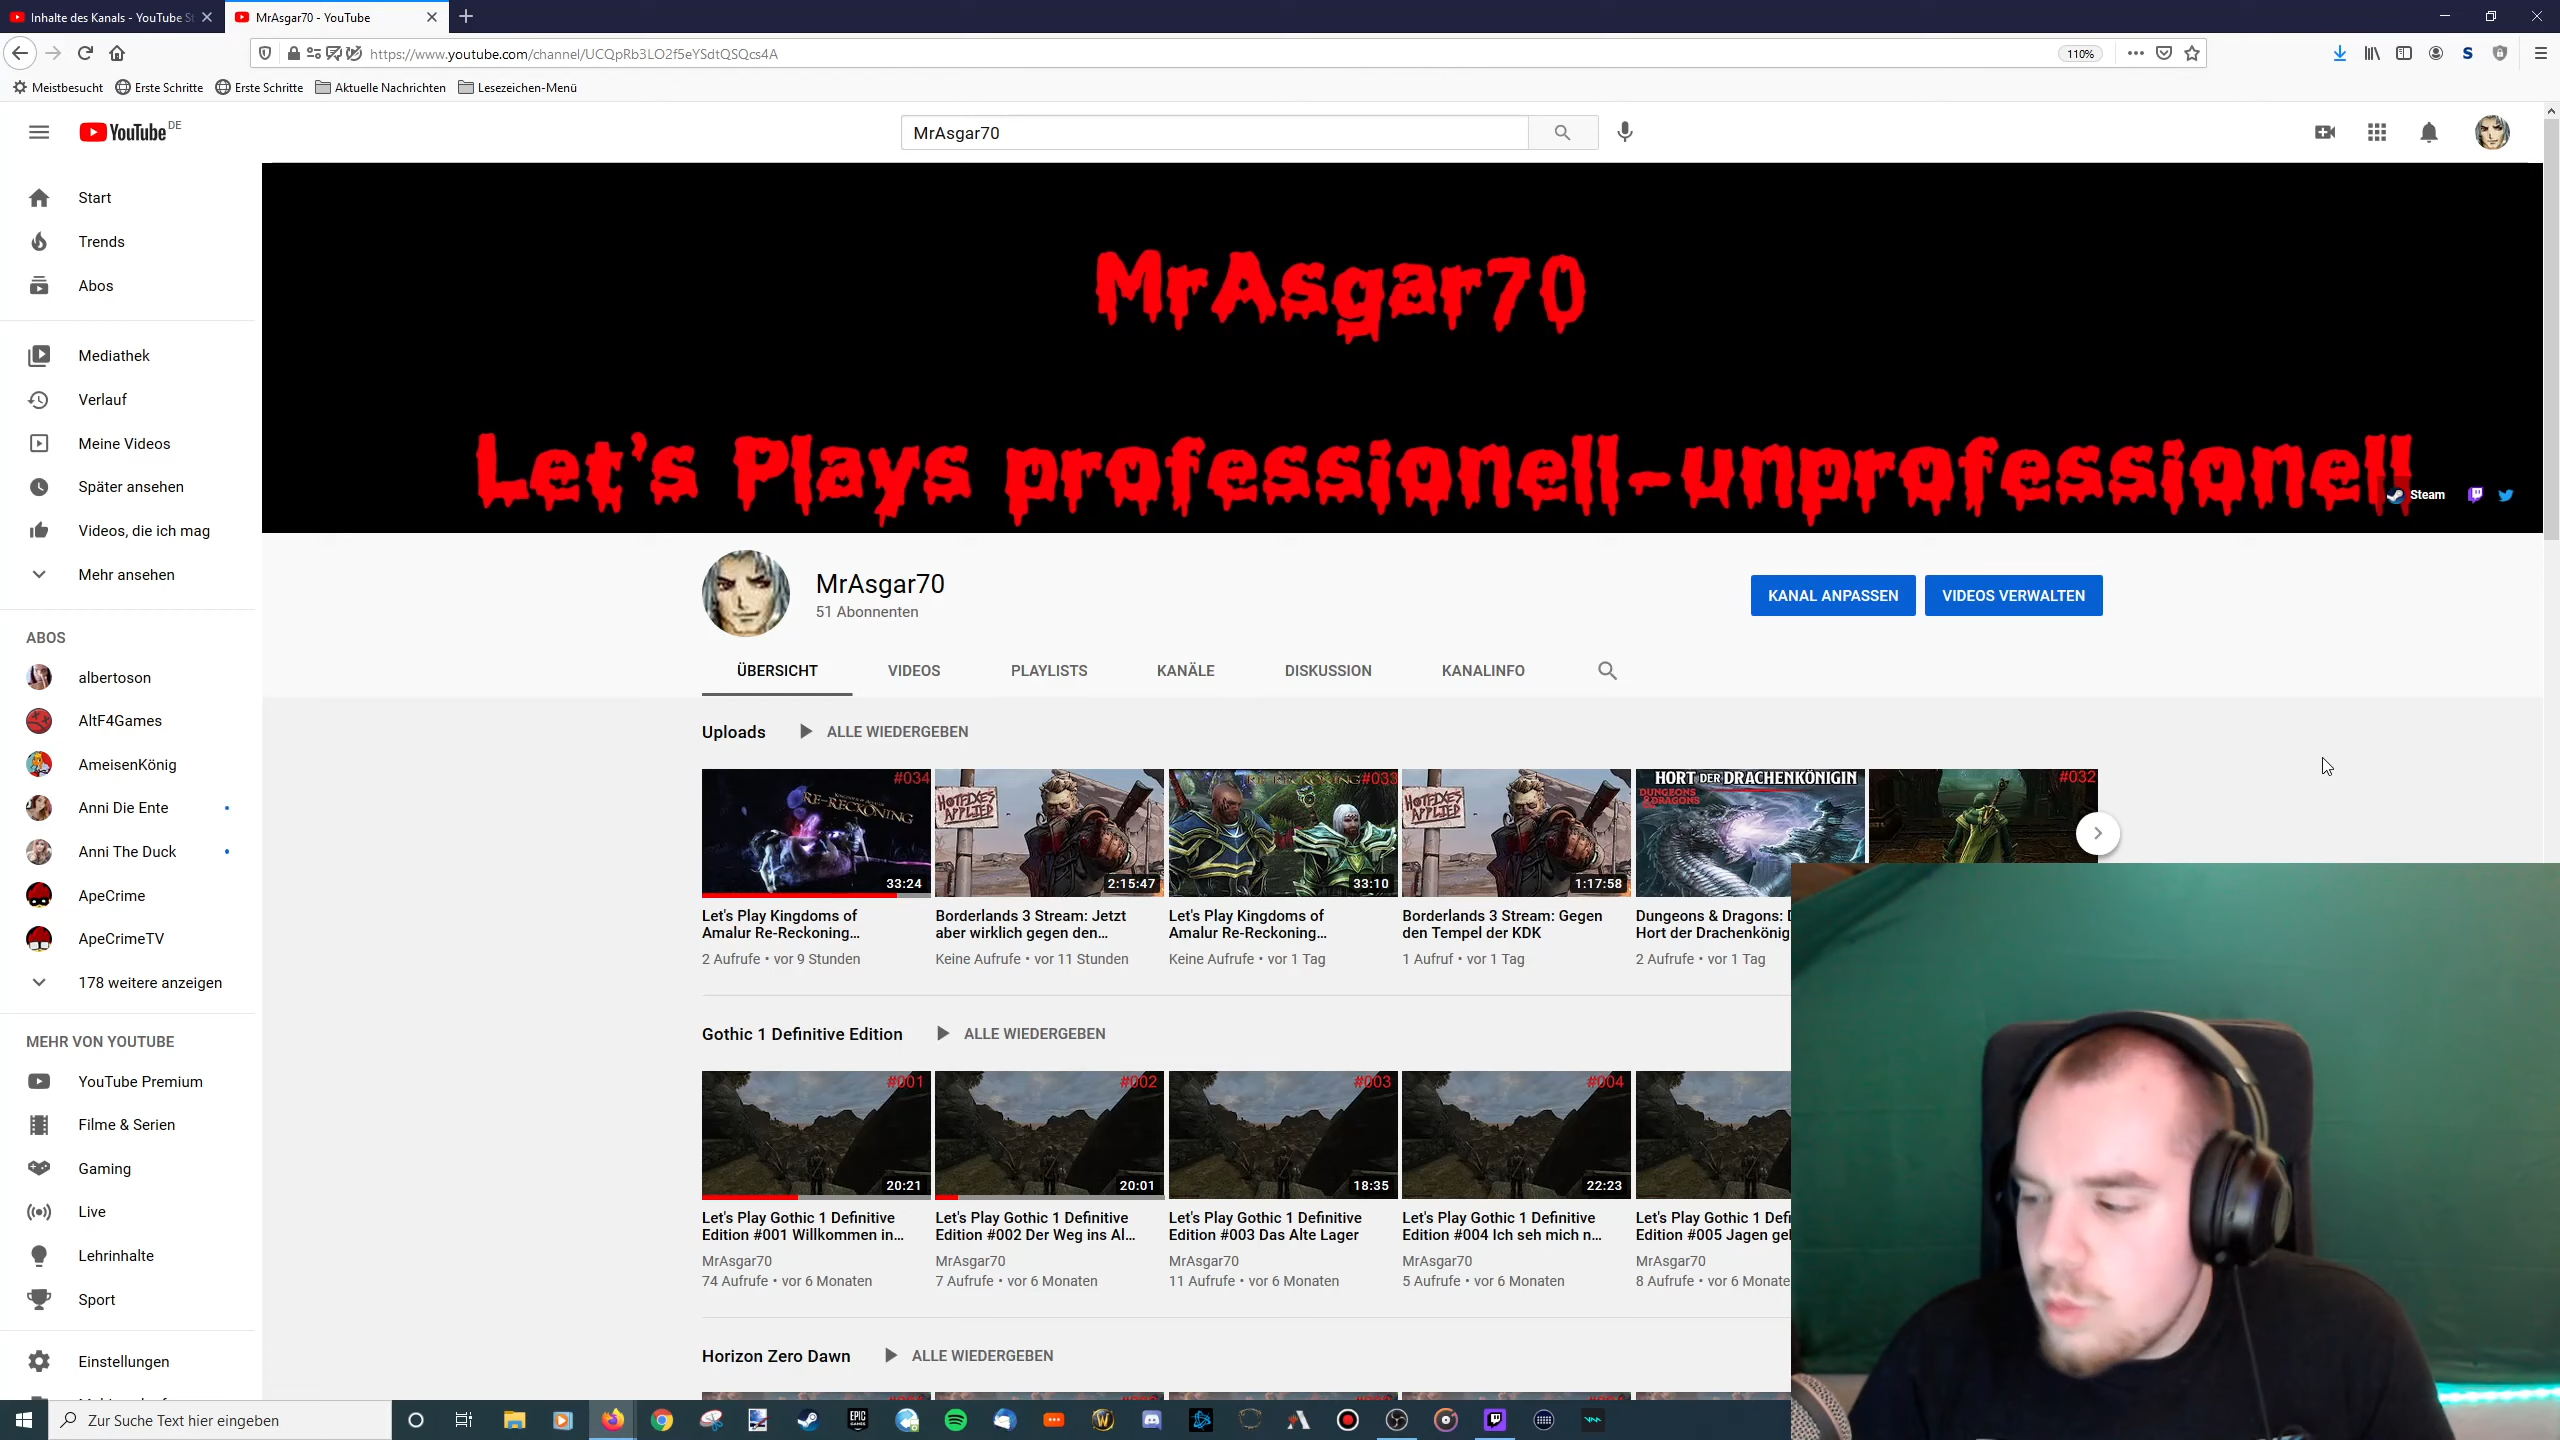 Inhalte des Kanals - YouTube St
MrAsgar70 - YouTube
https://www.youtube.com/channel/UCQpRb3LO2f5eYSdtQSQcs4A
110%
Meistbesucht
Erste Schritte
Erste Schritte
Aktuelle Nachrichten
Lesezeichen-Menü
YouTube DE
MrAsgar70
Start
Trends
Abos
Mediathek
Verlauf
Meine Videos
Später ansehen
Videos, die ich mag
Mehr ansehen
ABOS
albertoson
AltF4Games
AmeisenKönig
Anni Die Ente
Anni The Duck
ApeCrime
ApeCrimeTV
178 weitere anzeigen
MEHR VON YOUTUBE
YouTube Premium
Filme & Serien
Gaming
Live
Lehrinhalte
Sport
Einstellungen
MrAsgar70
Let's Plays professionell-unprofessionell
Steam
MrAsgar70
51 Abonnenten
KANAL ANPASSEN
VIDEOS VERWALTEN
ÜBERSICHT
VIDEOS
PLAYLISTS
KANÄLE
DISKUSSION
KANALINFO
Uploads
ALLE WIEDERGEBEN
#034
RE-RECKONING
33:24
Let's Play Kingdoms of
Amalur Re-Reckoning...
2 Aufrufe • vor 9 Stunden
HOTFIXES
APPLIED
2:15:47
Borderlands 3 Stream: Jetzt
aber wirklich gegen den...
Keine Aufrufe • vor 11 Stunden
RE-RECKONING
#033
33:10
Let's Play Kingdoms of
Amalur Re-Reckoning...
Keine Aufrufe • vor 1 Tag
HOTFIXES
APPLIED
1:17:58
Borderlands 3 Stream: Gegen
den Tempel der KDK
1 Aufruf • vor 1 Tag
HORT DER DRACHENKÖNIGIN
DUNGEONS
& DRAGONS
Dungeons & Dragons: D
Hort der Drachenkönig
2 Aufrufe • vor 1 Tag
#032
Gothic 1 Definitive Edition
ALLE WIEDERGEBEN
#001
20:21
Let's Play Gothic 1 Definitive
Edition #001 Willkommen in...
MrAsgar70
74 Aufrufe • vor 6 Monaten
#002
20:01
Let's Play Gothic 1 Definitive
Edition #002 Der Weg ins Al...
MrAsgar70
7 Aufrufe • vor 6 Monaten
#003
18:35
Let's Play Gothic 1 Definitive
Edition #003 Das Alte Lager
MrAsgar70
11 Aufrufe • vor 6 Monaten
#004
22:23
Let's Play Gothic 1 Definitive
Edition #004 Ich seh mich n...
MrAsgar70
5 Aufrufe • vor 6 Monaten
Let's Play Gothic 1 Defi
Edition #005 Jagen ge
MrAsgar70
8 Aufrufe • vor 6 Monate
Horizon Zero Dawn
ALLE WIEDERGEBEN
Zur Suche Text hier eingeben
EPIC
GAMES